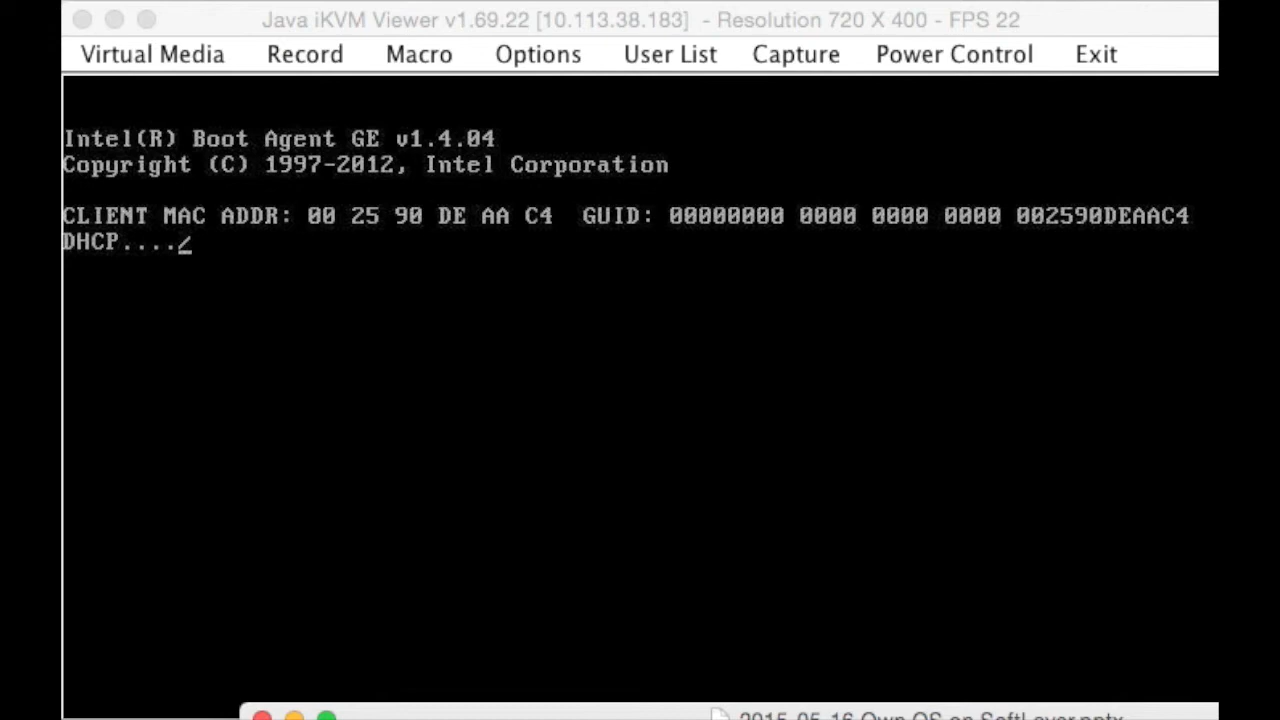 Java iKVM Viewer v1.69.22 [10.113.38.183] - Resolution 720 X 400 - FPS 22
Virtual Media Record Macro Options User List Capture Power Control Exit
Intel(R) Boot Agent GE v1.4.04
Copyright (C) 1997-2012, Intel Corporation
CLIENT MAC ADDR: 00 25 90 DE AA C4 GUID: 00000000 0000 0000 0000 002590DEAAC4
DHCP..../
2015-05-16 Own OS on SoftLayer.pptx